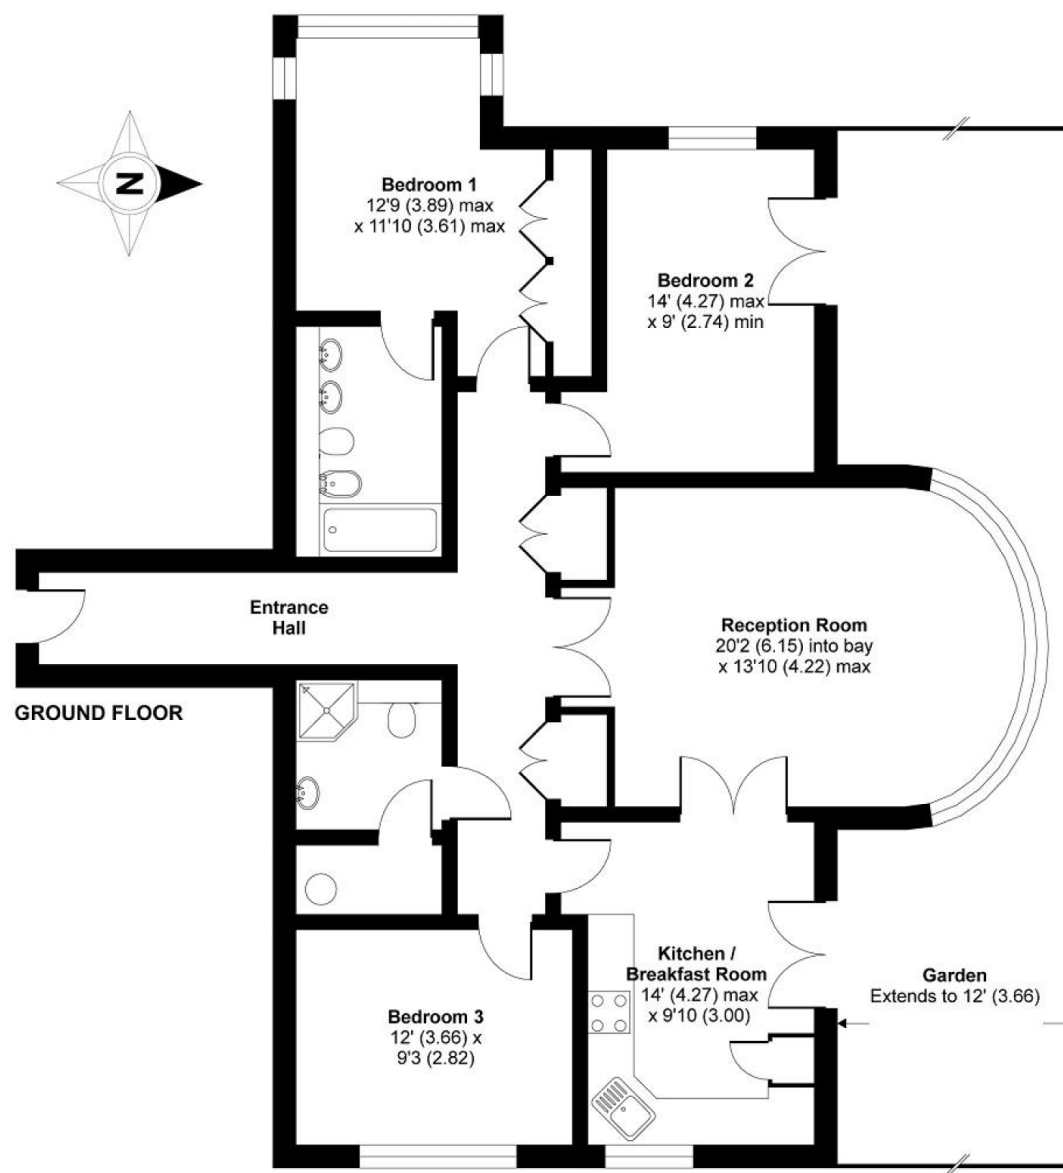 Bedroom 1
12'9 (3.89) max
x 11'10 (3.61) max
N
Bedroom 2
14' (4.27) max
x 9' (2.74) min
Entrance
Hall
Reception Room
20'2 (6.15) into bay
x 13'10 (4.22) max
GROUND FLOOR
Kitchen /
Breakfast Room
14' (4.27) max
x 9'10 (3.00)
Garden
Extends to 12' (3.66)
Bedroom 3
12' (3.66) x
9'3 (2.82)